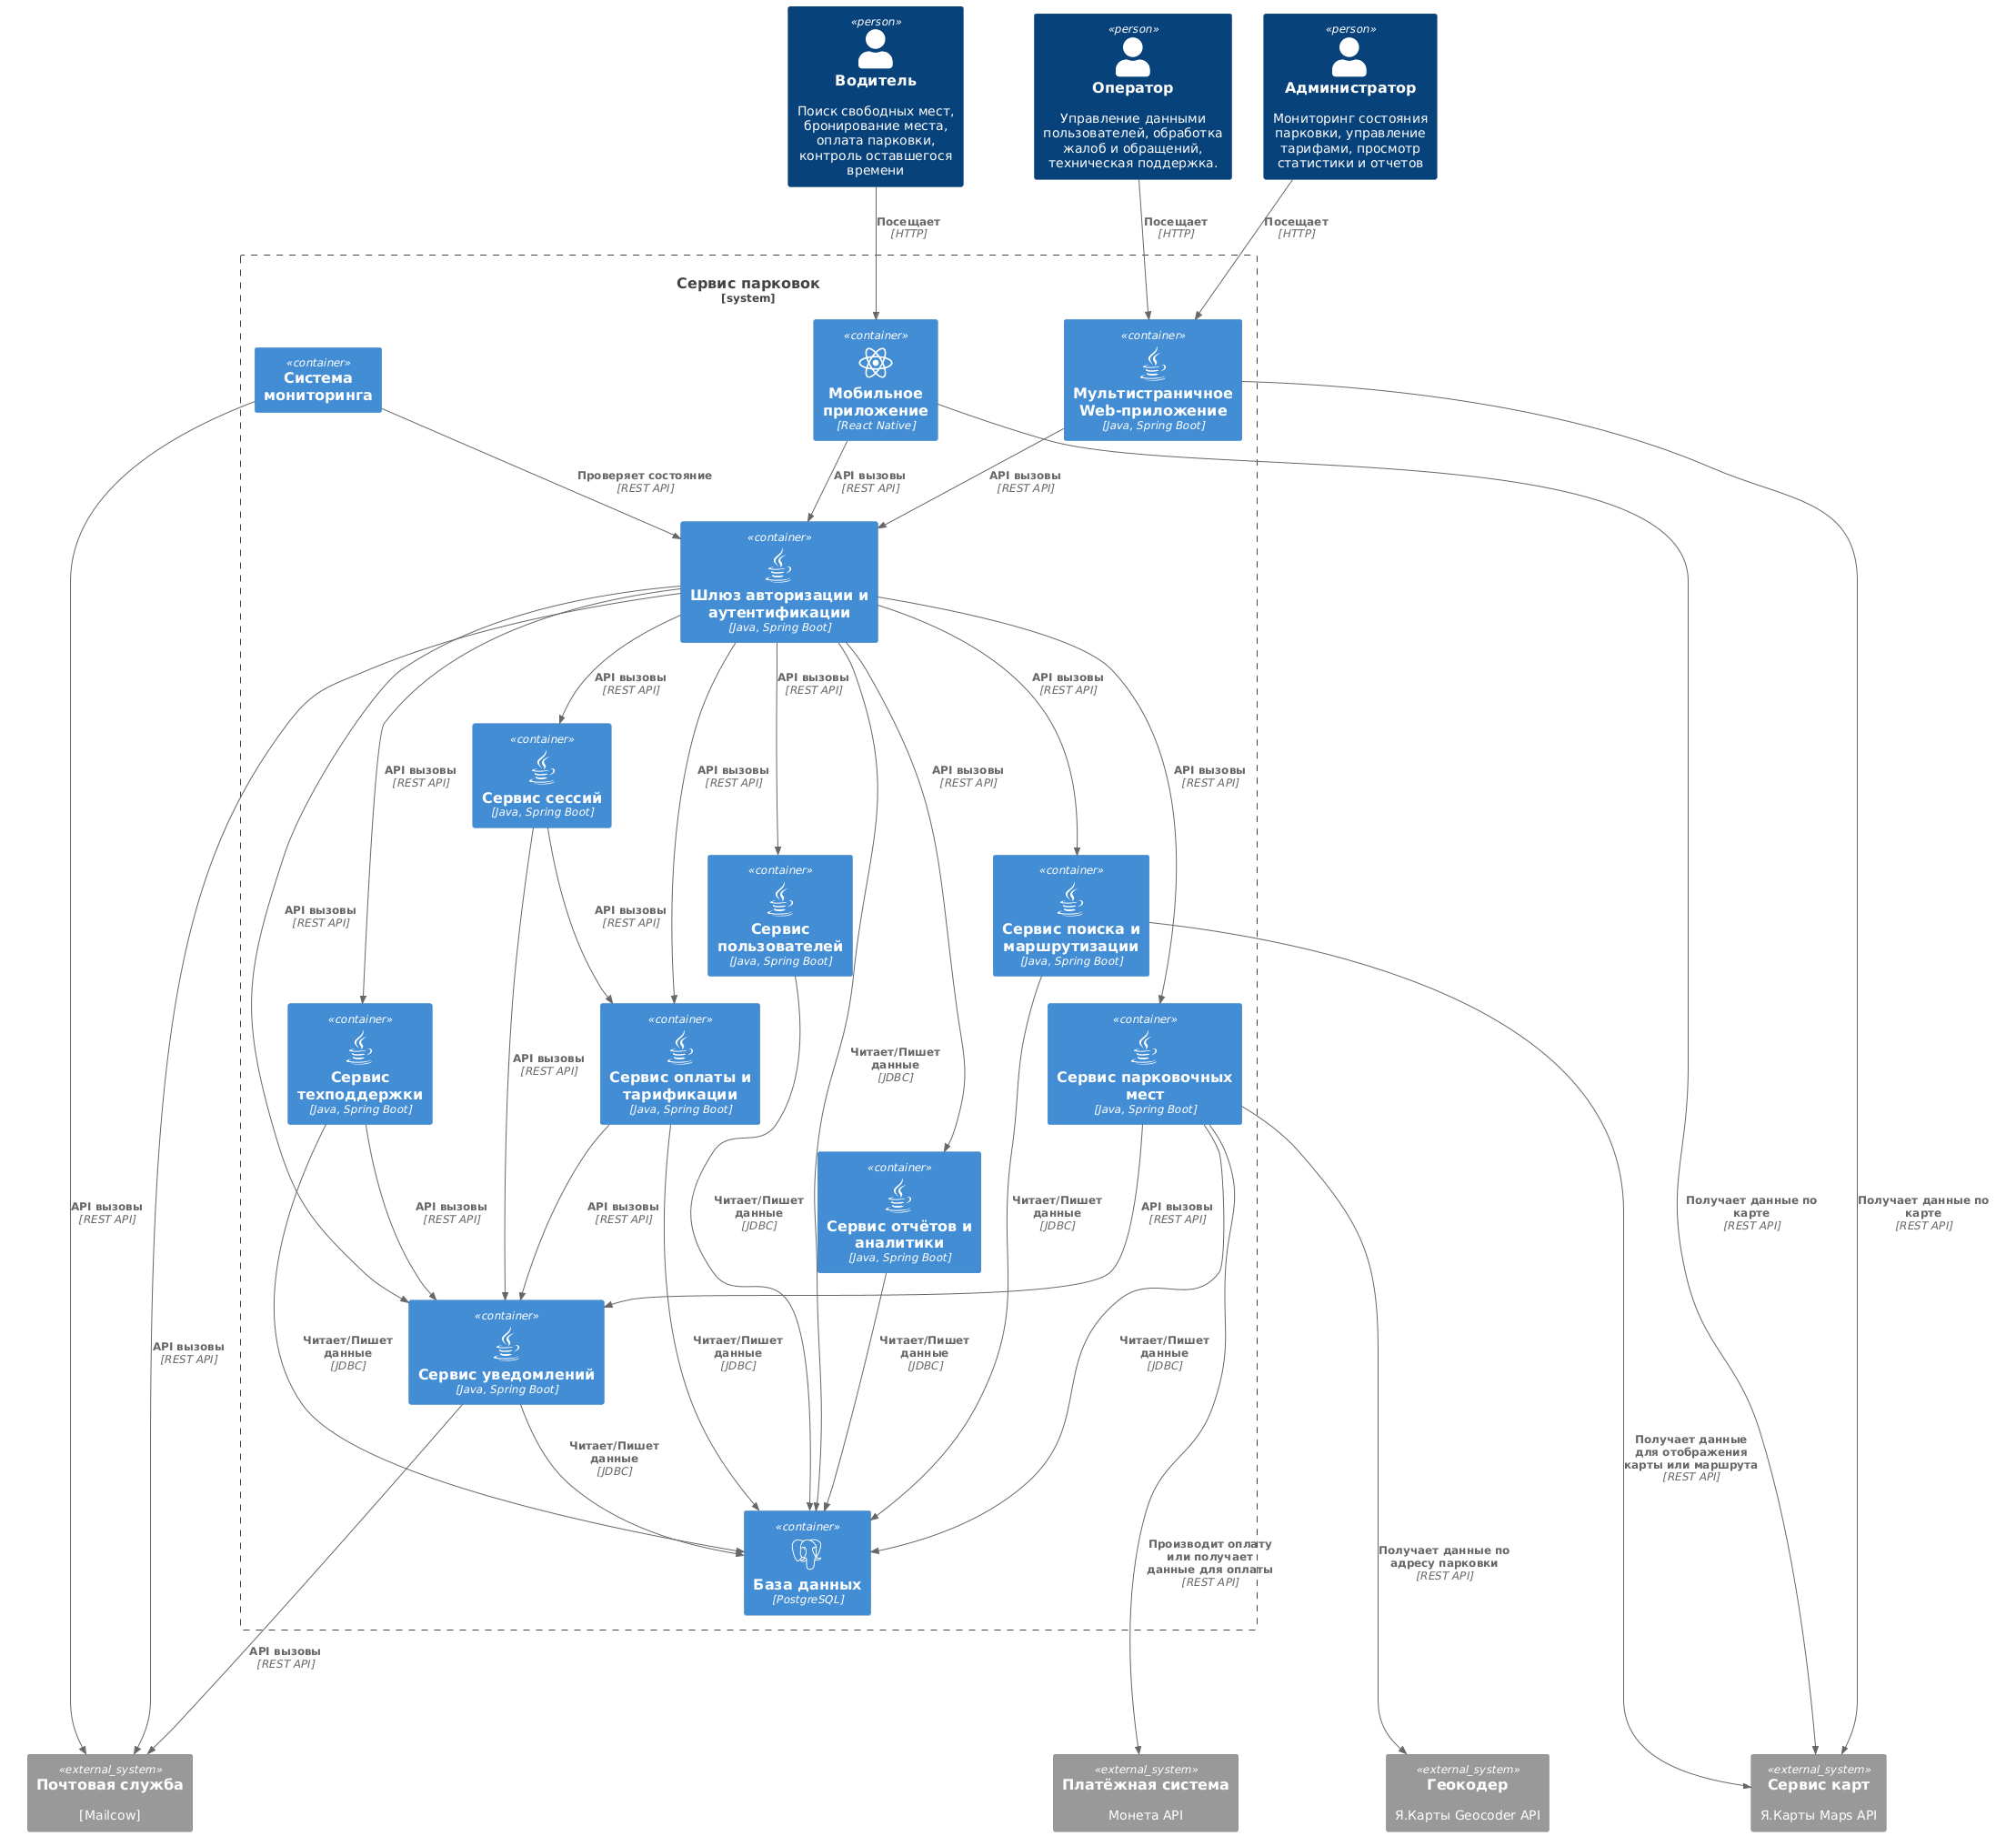 «person»
Водитель
Поиск свободных мест,
бронирование места,
оплата парковки,
контроль оставшегося
времени
«person»
Оператор
Управление данными
пользователей, обработка
жалоб и обращений,
техническая поддержка.
«person»
Администратор
Мониторинг состояния
парковки, управление
тарифами, просмотр
статистики и отчетов
Посещает
[HTTP]
Посещает
[HTTP]
Посещает
[HTTP]
Сервис парковок
[system]
«container»
Система
мониторинга
«container»
Мобильное
приложение
[React Native]
«container»
Мультистраничное
Web-приложение
[Java, Spring Boot]
Проверяет состояние
[REST API]
API вызовы
[REST API]
API вызовы
[REST API]
«container»
Шлюз авторизации и
аутентификации
[Java, Spring Boot]
API вызовы
[REST API]
API вызовы
[REST API]
API вызовы
[REST API]
«container»
Сервис сессий
[Java, Spring Boot]
API вызовы
[REST API]
API вызовы
[REST API]
API вызовы
[REST API]
API вызовы
[REST API]
«container»
Сервис
пользователей
[Java, Spring Boot]
«container»
Сервис поиска и
маршрутизации
[Java, Spring Boot]
API вызовы
[REST API]
API вызовы
[REST API]
«container»
Сервис
техподдержки
[Java, Spring Boot]
API вызовы
[REST API]
«container»
Сервис оплаты и
тарификации
[Java, Spring Boot]
Читает/Пишет
данные
[JDBC]
«container»
Сервис парковочных
мест
[Java, Spring Boot]
API вызовы
[REST API]
API вызовы
[REST API]
API вызовы
[REST API]
Читает/Пишет
данные
[JDBC]
«container»
Сервис отчётов и
аналитики
[Java, Spring Boot]
Читает/Пишет
данные
[JDBC]
API вызовы
[REST API]
Получает данные по
карте
[REST API]
Получает данные по
карте
[REST API]
API вызовы
[REST API]
Читает/Пишет
данные
[JDBC]
«container»
Сервис уведомлений
[Java, Spring Boot]
Читает/Пишет
данные
[JDBC]
Читает/Пишет
данные
[JDBC]
Читает/Пишет
данные
[JDBC]
Читает/Пишет
данные
[JDBC]
Получает данные
для отображения
карты или маршрута
[REST API]
«container»
База данных
[PostgreSQL]
Производит оплату
или получает
данные для оплаты
[REST API]
Получает данные по
адресу парковки
[REST API]
API вызовы
[REST API]
«external_system»
Почтовая служба
[Mailcow]
«external_system»
Платёжная система
Монета API
«external_system»
Геокодер
Я.Карты Geocoder API
«external_system»
Сервис карт
Я.Карты Maps API